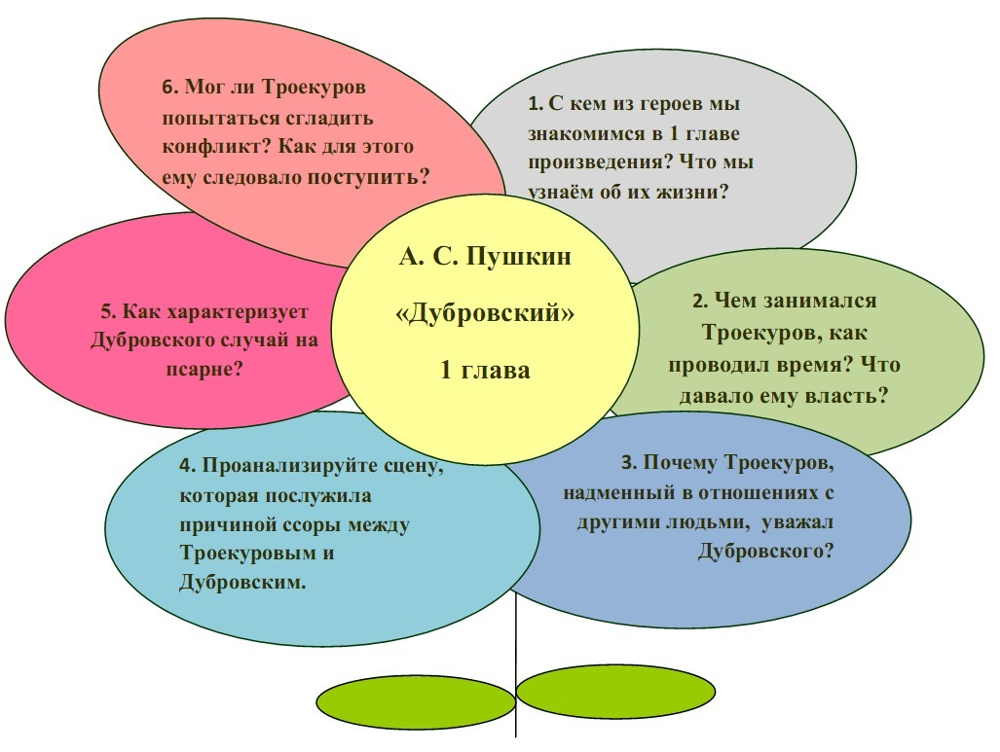 А. С. Пушкин
«Дубровский»
1 глава
1. С кем из героев мы
знакомимся в 1 главе
произведения? Что мы
узнаём об их жизни?
2. Чем занимался
Троекуров, как
проводил время? Что
давало ему власть?
3. Почему Троекуров,
надменный в отношениях с
другими людьми, уважал
Дубровского?
4. Проанализируйте сцену,
которая послужила
причиной ссоры между
Троекуровым и
Дубровским.
5. Как характеризует
Дубровского случай на
псарне?
6. Мог ли Троекуров
попытаться сгладить
конфликт? Как для этого
ему следовало поступить?